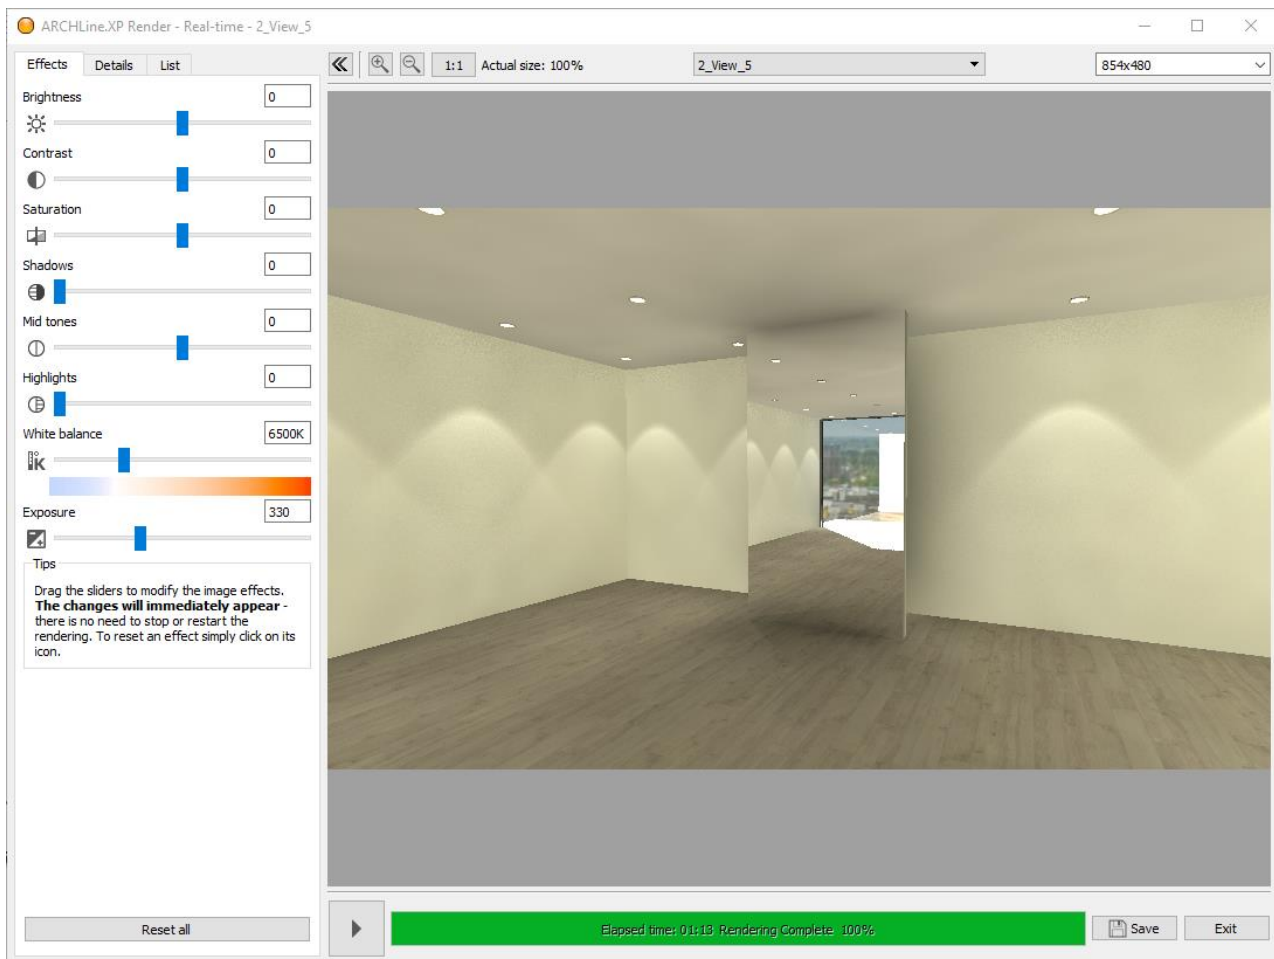 ARCHLine.XP Render - Real-time - 2_View_5
Effects Details List
1:1 Actual size: 100% 2_View_5 854x480
Brightness 0
Contrast 0
Saturation 0
Shadows 0
Mid tones 0
Highlights 0
White balance 6500K
K
Exposure 330
Tips
Drag the sliders to modify the image effects.
The changes will immediately appear -
there is no need to stop or restart the
rendering. To reset an effect simply click on its
icon.
Reset all
Elapsed time: 01:13 Rendering Complete 100%
Save Exit